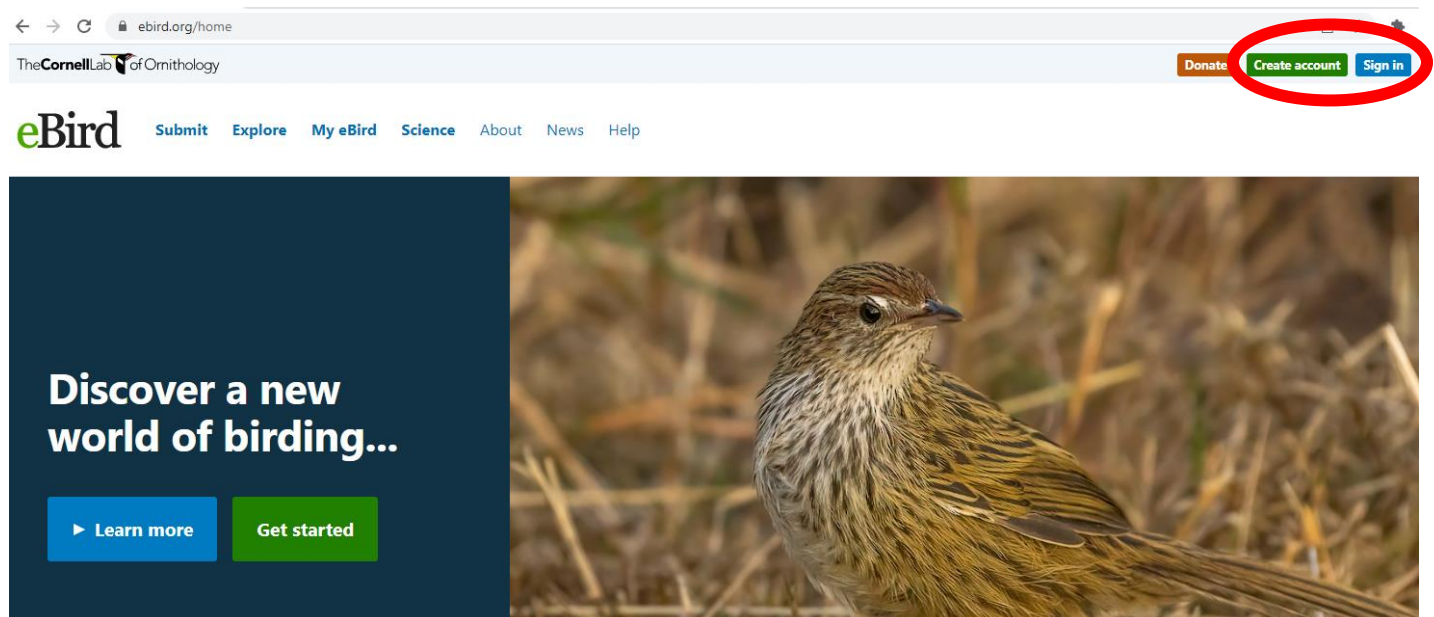 ebird.org/home
TheCornellLab of Ornithology
Donate Create account Sign in
eBird Submit Explore My eBird Science About News Help
Discover a new
world of birding...
Learn more Get started